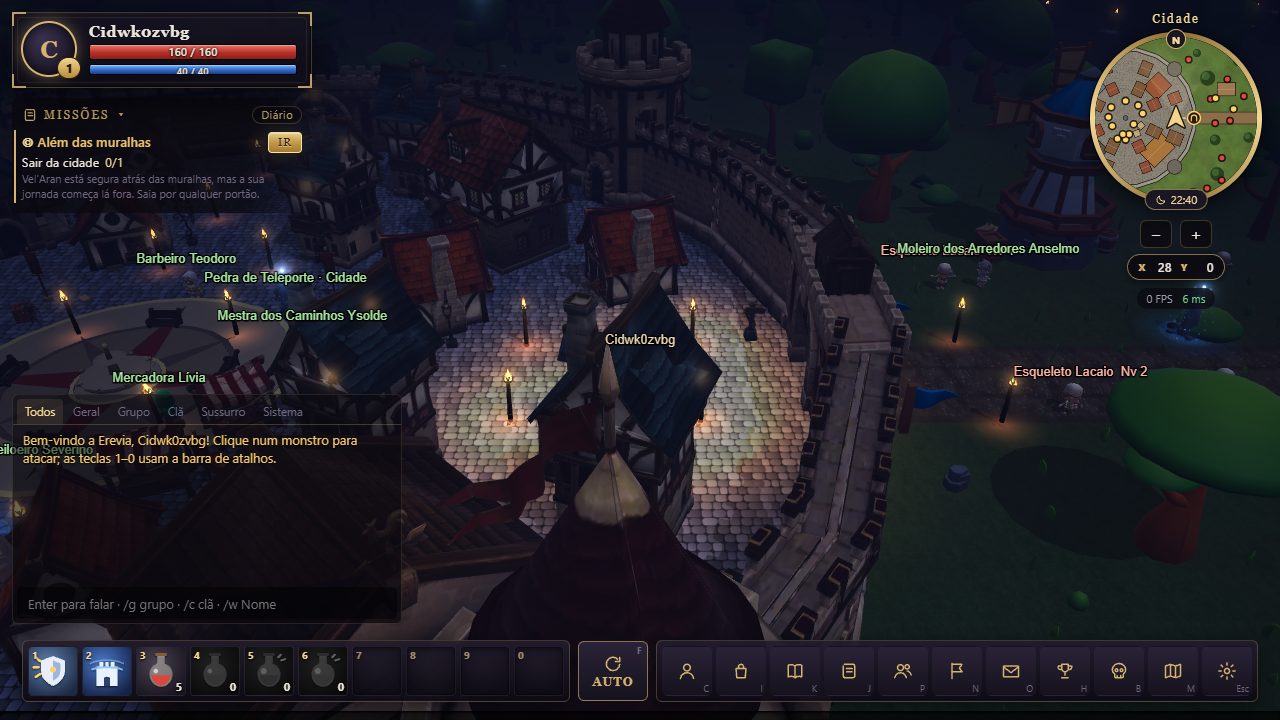 Cidwkozvbg
C
160 / 160
40 / 40
1
MISSÕES
Diário
Além das muralhas
IR
Sair da cidade 0/1
Vel'Aran está segura atrás das muralhas, mas a sua
jornada começa lá fora. Saia por qualquer portão.
Cidade
N
22:40
− +
X 28 Y 0
0 FPS 6 ms
Moleiro dos Arredores Anselmo
Barbeiro Teodoro
Pedra de Teleporte · Cidade
Mestra dos Caminhos Ysolde
Cidwk0zvbg
Esqueleto Lacaio Nv 2
Mercadora Lívia
Severino
Todos Geral Grupo Clã Sussurro Sistema
Bem-vindo a Erevia, Cidwk0zvbg! Clique num monstro para
atacar; as teclas 1–0 usam a barra de atalhos.
Enter para falar · /g grupo · /c clã · /w Nome
1 2 3 4 5 6 7 8 9 0
5 0 0 0
F
AUTO
C I K J P N O H B M Esc